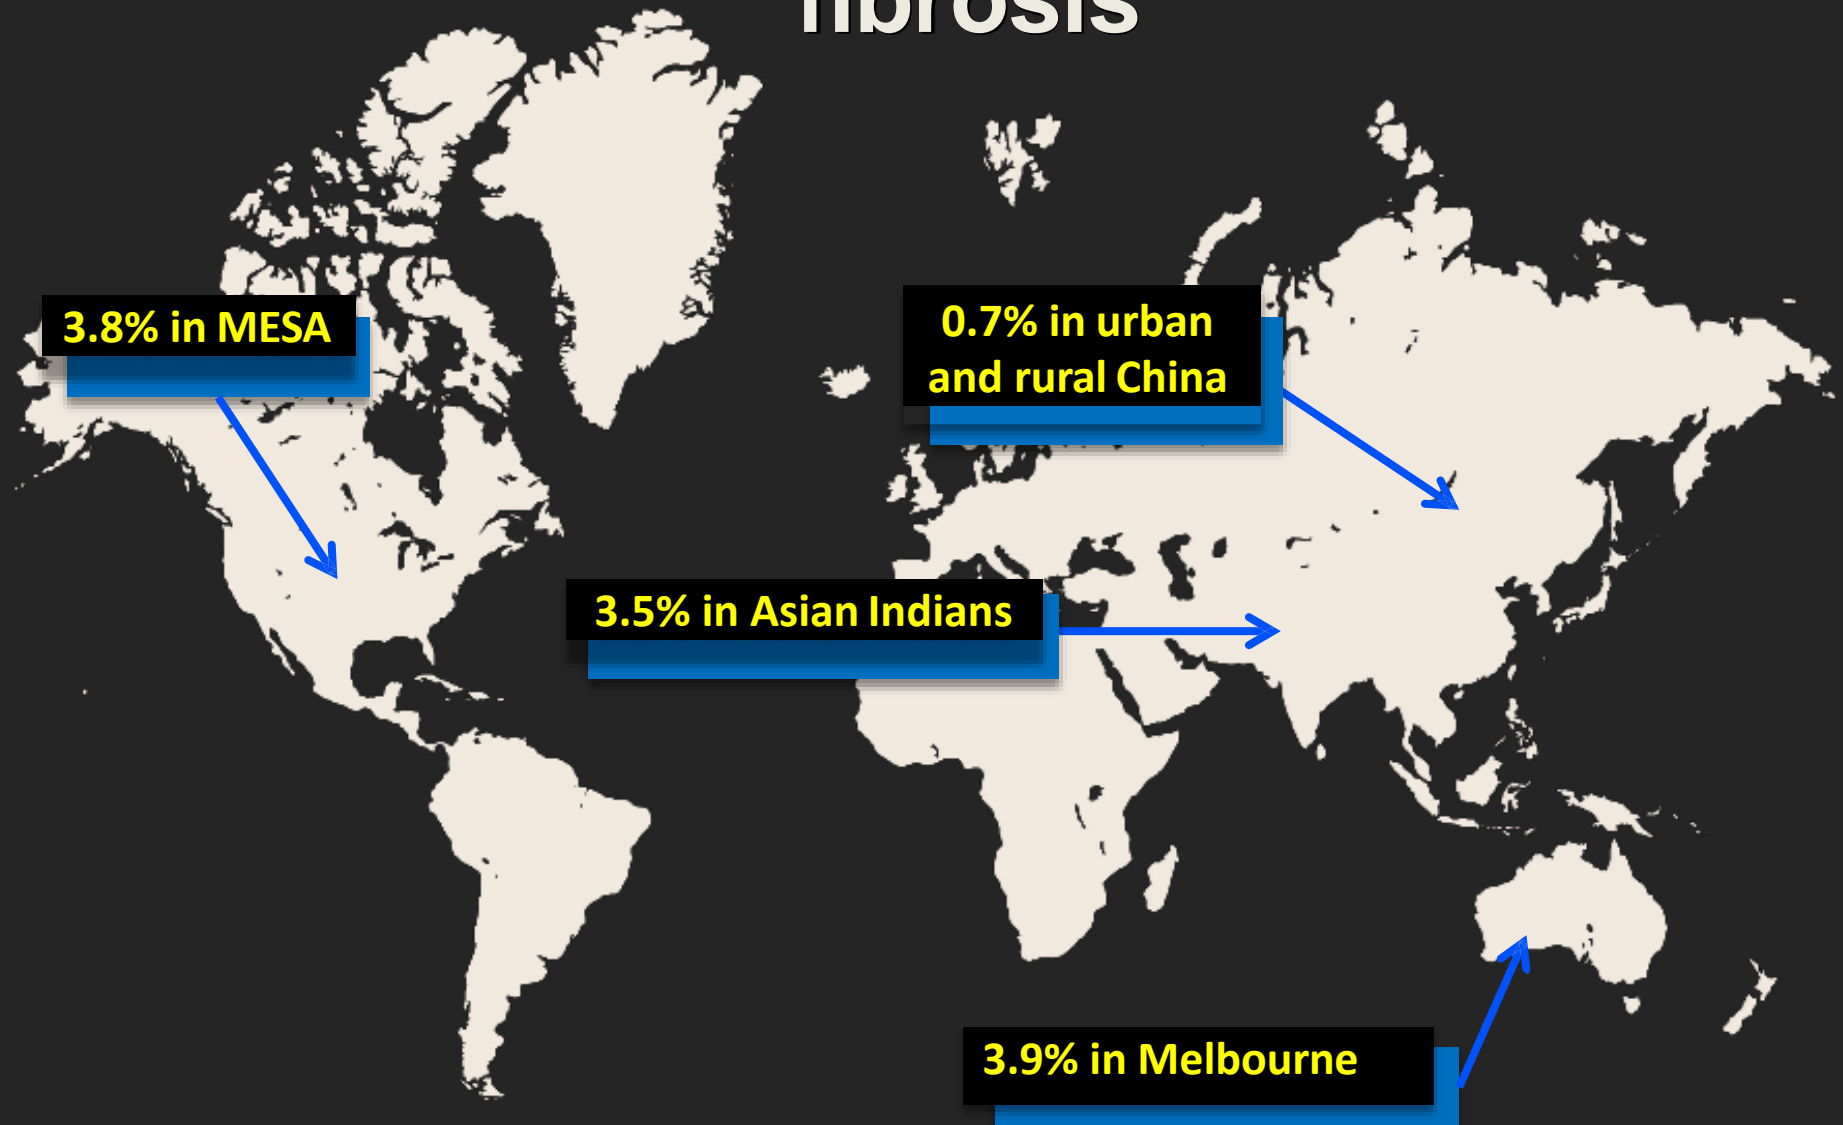 fibrosis
3.8% in MESA
0.7% in urban
and rural China
3.5% in Asian Indians
3.9% in Melbourne